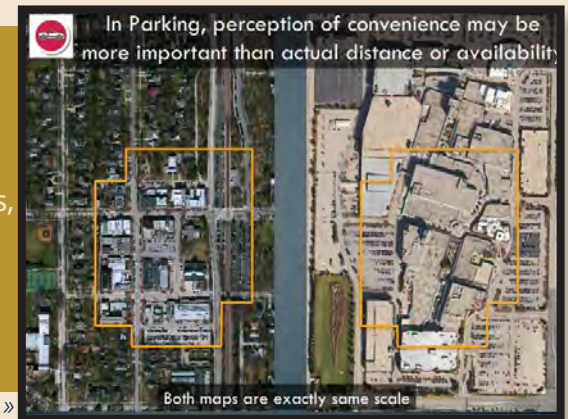 In Parking, perception of convenience may be
more important than actual distance or availability
s,
Both maps are exactly same scale
»